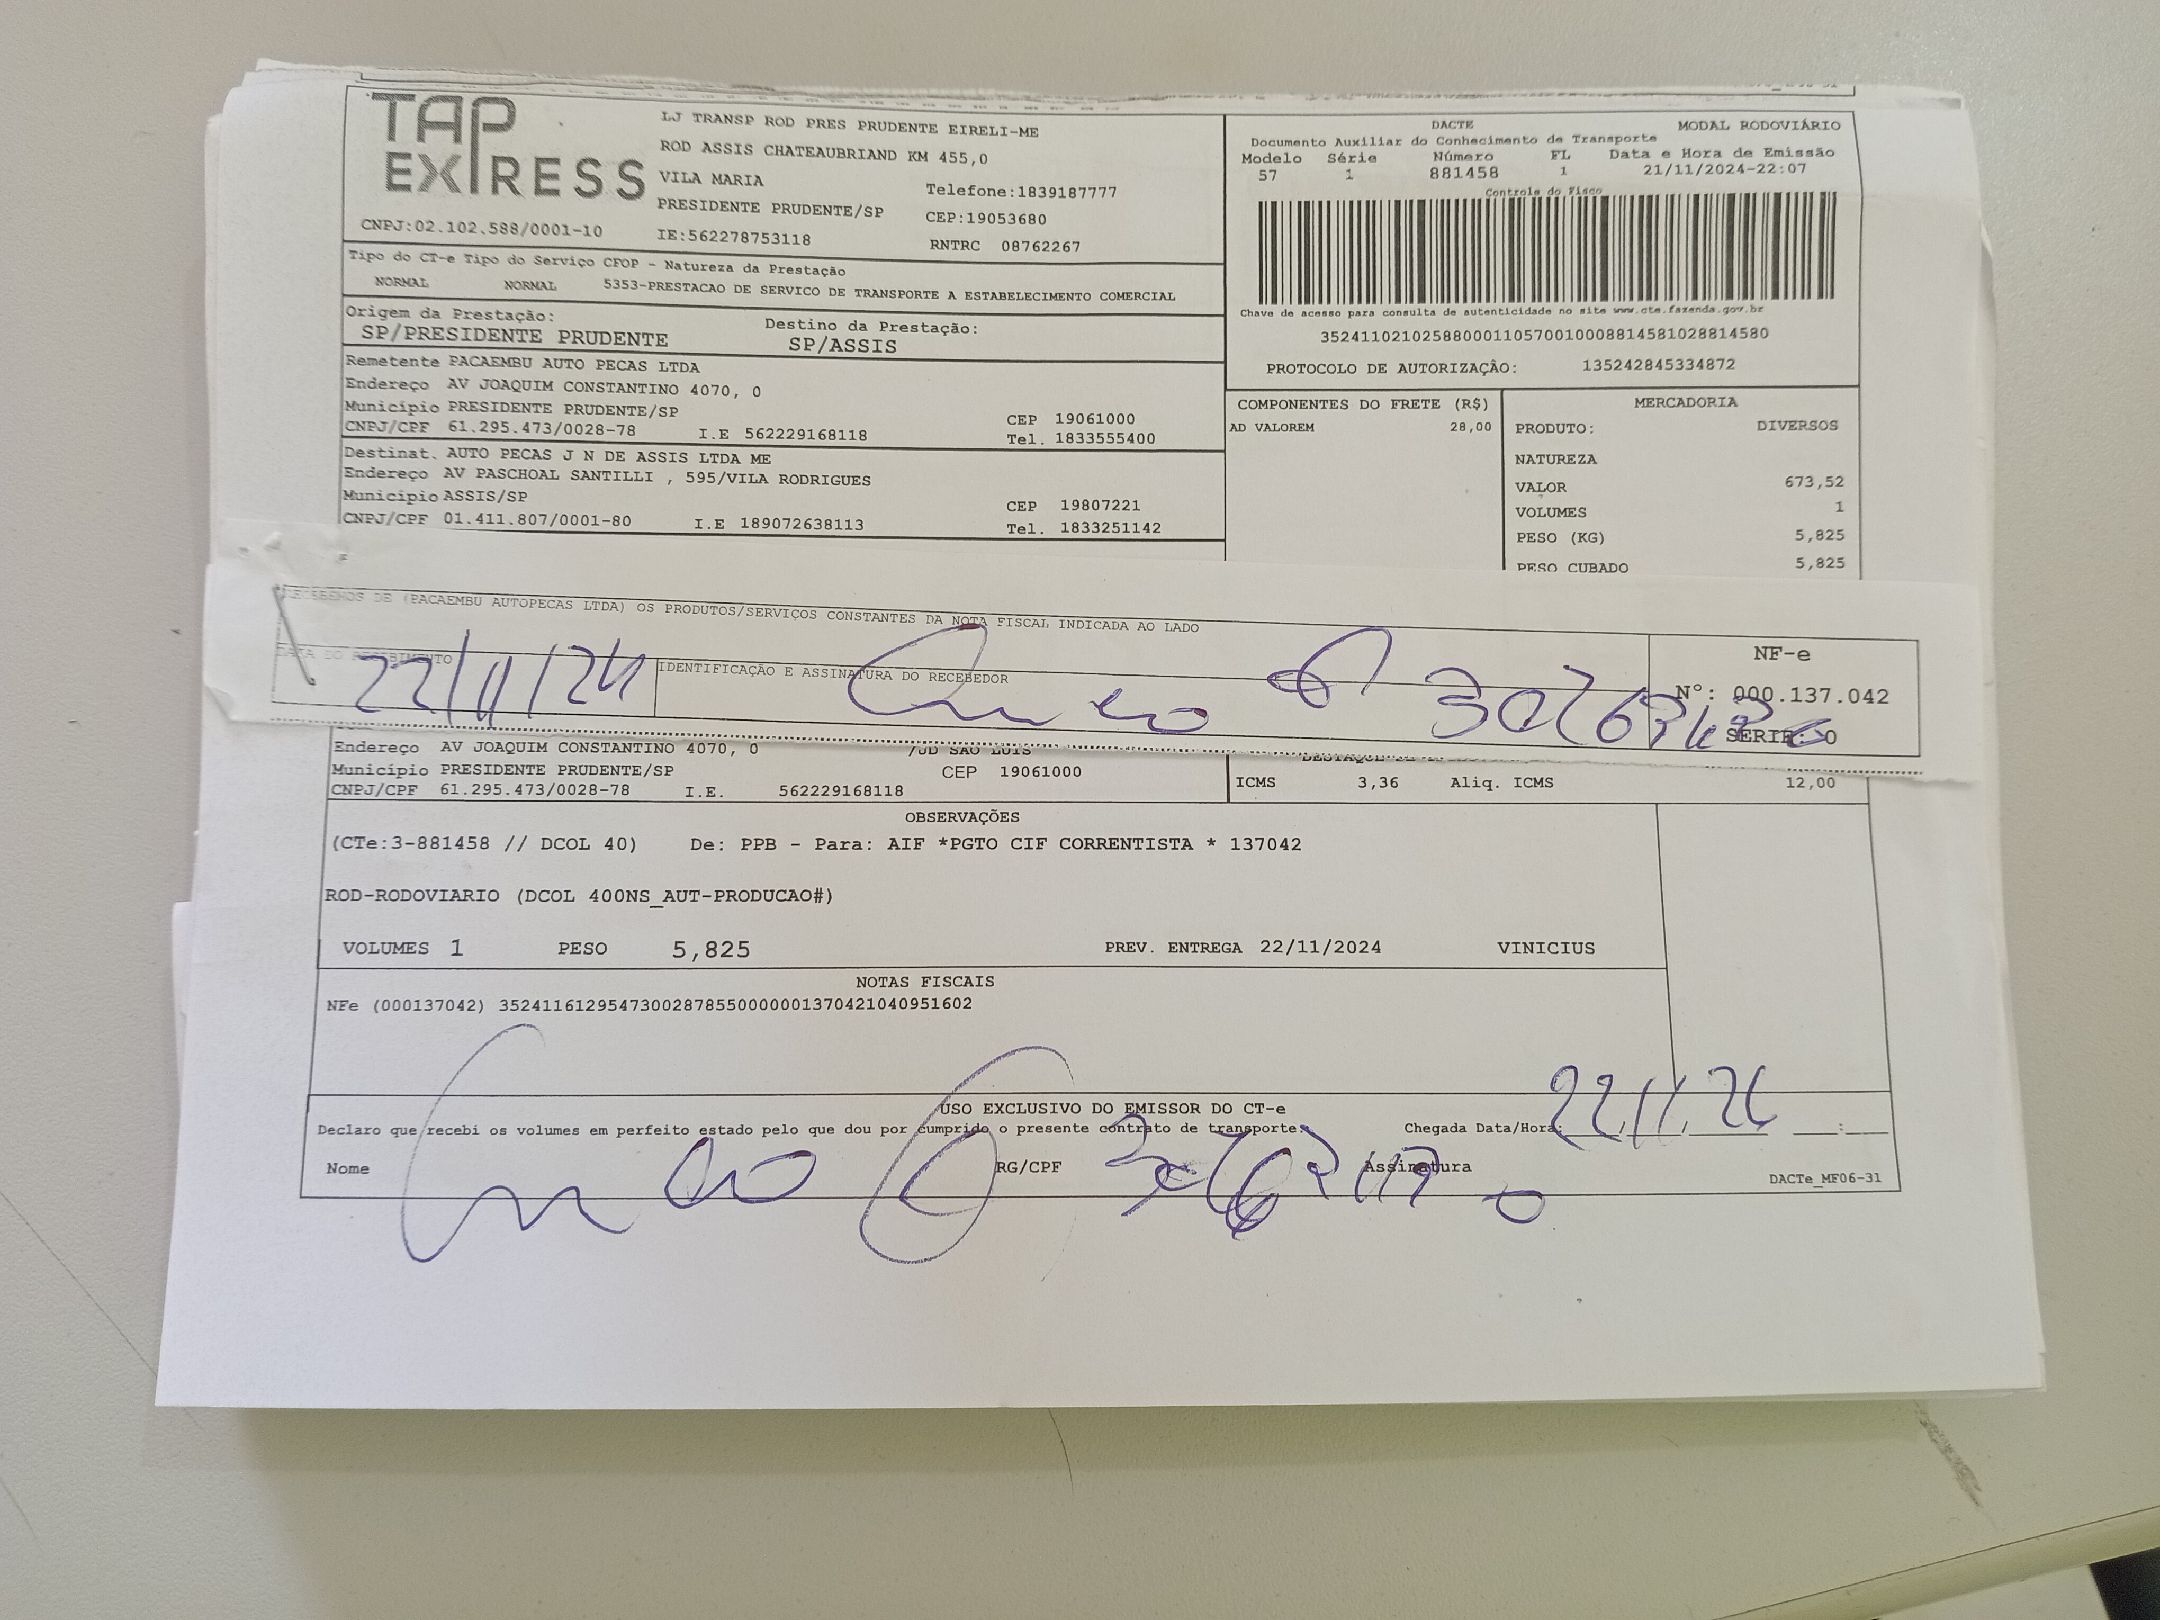 TAP
EXPRESS
LJ TRANSP ROD PRES PRUDENTE EIRELI-ME
ROD ASSIS CHATEAUBRIAND KM 455,0
VILA MARIA
Telefone:1839187777
PRESIDENTE PRUDENTE/SP
CEP:19053680
CNPJ:02.102.588/0001-10
IE:562278753118
RNTRC 08762267
DACTE
MODAL RODOVIÁRIO
Documento Auxiliar do Conhecimento de Transporte
Modelo Série Número FL Data e Hora de Emissão
57 1 881458 1 21/11/2024-22:07
Controle do Fisco
Chave de acesso para consulta de autenticidade no site www.cte.fazenda.gov.br
35241102102588000110570010008814581028814580
PROTOCOLO DE AUTORIZAÇÃO: 135242845334872
Tipo do CT-e Tipo do Serviço CFOP - Natureza da Prestação
NORMAL NORMAL 5353-PRESTACAO DE SERVICO DE TRANSPORTE A ESTABELECIMENTO COMERCIAL
Origem da Prestação: Destino da Prestação:
SP/PRESIDENTE PRUDENTE SP/ASSIS
Remetente PACAEMBU AUTO PECAS LTDA
Endereço AV JOAQUIM CONSTANTINO 4070, 0
Município PRESIDENTE PRUDENTE/SP CEP 19061000
CNPJ/CPF 61.295.473/0028-78 I.E 562229168118 Tel. 1833555400
Destinat. AUTO PECAS J N DE ASSIS LTDA ME
Endereço AV PASCHOAL SANTILLI , 595/VILA RODRIGUES
Município ASSIS/SP CEP 19807221
CNPJ/CPF 01.411.807/0001-80 I.E 189072638113 Tel. 1833251142
COMPONENTES DO FRETE (R$)
AD VALOREM 28,00
MERCADORIA
PRODUTO: DIVERSOS
NATUREZA
VALOR 673,52
VOLUMES 1
PESO (KG) 5,825
PESO CUBADO 5,825
RECEBEMOS DE (PACAEMBU AUTOPECAS LTDA) OS PRODUTOS/SERVIÇOS CONSTANTES DA NOTA FISCAL INDICADA AO LADO
DATA DO RECEBIMENTO
22/11/24
IDENTIFICAÇÃO E ASSINATURA DO RECEBEDOR
NF-e
Nº: 000.137.042
SERIE: 0
Endereço AV JOAQUIM CONSTANTINO 4070, 0 /JD SAO LUIS
Município PRESIDENTE PRUDENTE/SP CEP 19061000
CNPJ/CPF 61.295.473/0028-78 I.E. 562229168118
ICMS 3,36 Aliq. ICMS 12,00
OBSERVAÇÕES
(CTe:3-881458 // DCOL 40) De: PPB - Para: AIF *PGTO CIF CORRENTISTA * 137042
ROD-RODOVIARIO (DCOL 400NS_AUT-PRODUCAO#)
VOLUMES 1 PESO 5,825 PREV. ENTREGA 22/11/2024 VINICIUS
NOTAS FISCAIS
NFe (000137042) 35241161295473002878550000001370421040951602
USO EXCLUSIVO DO EMISSOR DO CT-e
Declaro que recebi os volumes em perfeito estado pelo que dou por cumprido o presente contrato de transporte.
Chegada Data/Hora:
Nome RG/CPF Assinatura
DACTe_MF06-31